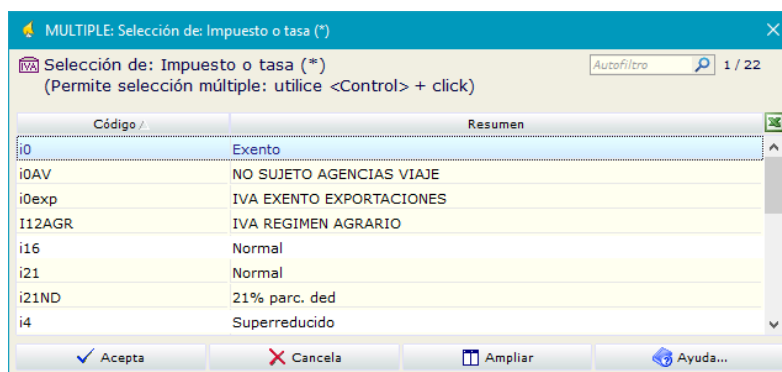 MULTIPLE: Selección de: Impuesto o tasa (*)
IVA Selección de: Impuesto o tasa (*)
Autofiltro 1 / 22
(Permite selección múltiple: utilice <Control> + click)
Código Resumen
i0 Exento
i0AV NO SUJETO AGENCIAS VIAJE
i0exp IVA EXENTO EXPORTACIONES
I12AGR IVA REGIMEN AGRARIO
i16 Normal
i21 Normal
i21ND 21% parc. ded
i4 Superreducido
Acepta Cancela Ampliar Ayuda...